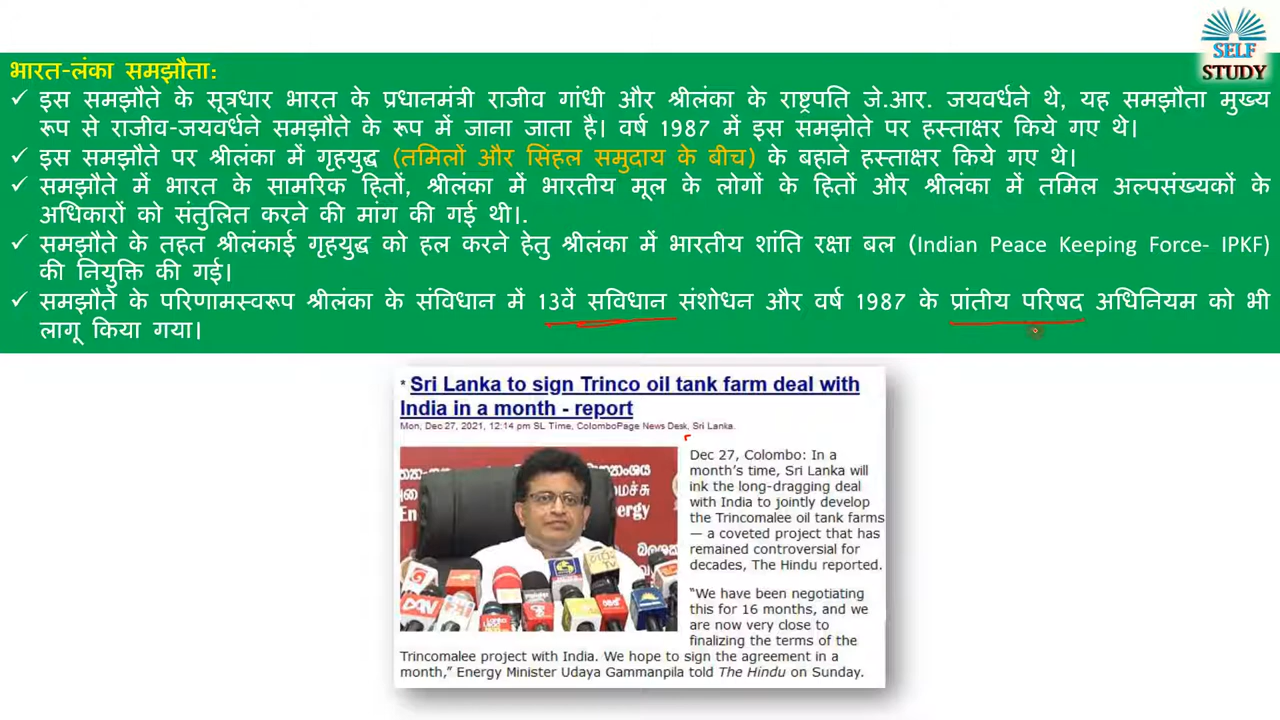 SELF
STUDY
भारत-लंका समझौता:
✓ इस समझौते के सूत्रधार भारत के प्रधानमंत्री राजीव गांधी और श्रीलंका के राष्ट्रपति जे.आर. जयवर्धने थे, यह समझौता मुख्य
रूप से राजीव-जयवर्धने समझौते के रूप में जाना जाता है। वर्ष 1987 में इस समझोते पर हस्ताक्षर किये गए थे।
✓ इस समझौते पर श्रीलंका में गृहयुद्ध (तमिलों और सिंहल समुदाय के बीच) के बहाने हस्ताक्षर किये गए थे।
✓ समझौते में भारत के सामरिक हितों, श्रीलंका में भारतीय मूल के लोगों के हितों और श्रीलंका में तमिल अल्पसंख्यकों के
अधिकारों को संतुलित करने की मांग की गई थी।.
✓ समझौते के तहत श्रीलंकाई गृहयुद्ध को हल करने हेतु श्रीलंका में भारतीय शांति रक्षा बल (Indian Peace Keeping Force- IPKF)
की नियुक्ति की गई।
✓ समझौते के परिणामस्वरूप श्रीलंका के संविधान में 13वें सविधान संशोधन और वर्ष 1987 के प्रांतीय परिषद अधिनियम को भी
लागू किया गया।
* Sri Lanka to sign Trinco oil tank farm deal with
India in a month - report
Mon, Dec 27, 2021, 12:14 pm SL Time, ColomboPage News Desk, Sri Lanka.
Dec 27, Colombo: In a
month's time, Sri Lanka will
ink the long-dragging deal
with India to jointly develop
the Trincomalee oil tank farms
— a coveted project that has
remained controversial for
decades, The Hindu reported.
“We have been negotiating
this for 16 months, and we
are now very close to
finalizing the terms of the
Trincomalee project with India. We hope to sign the agreement in a
month,” Energy Minister Udaya Gammanpila told The Hindu on Sunday.